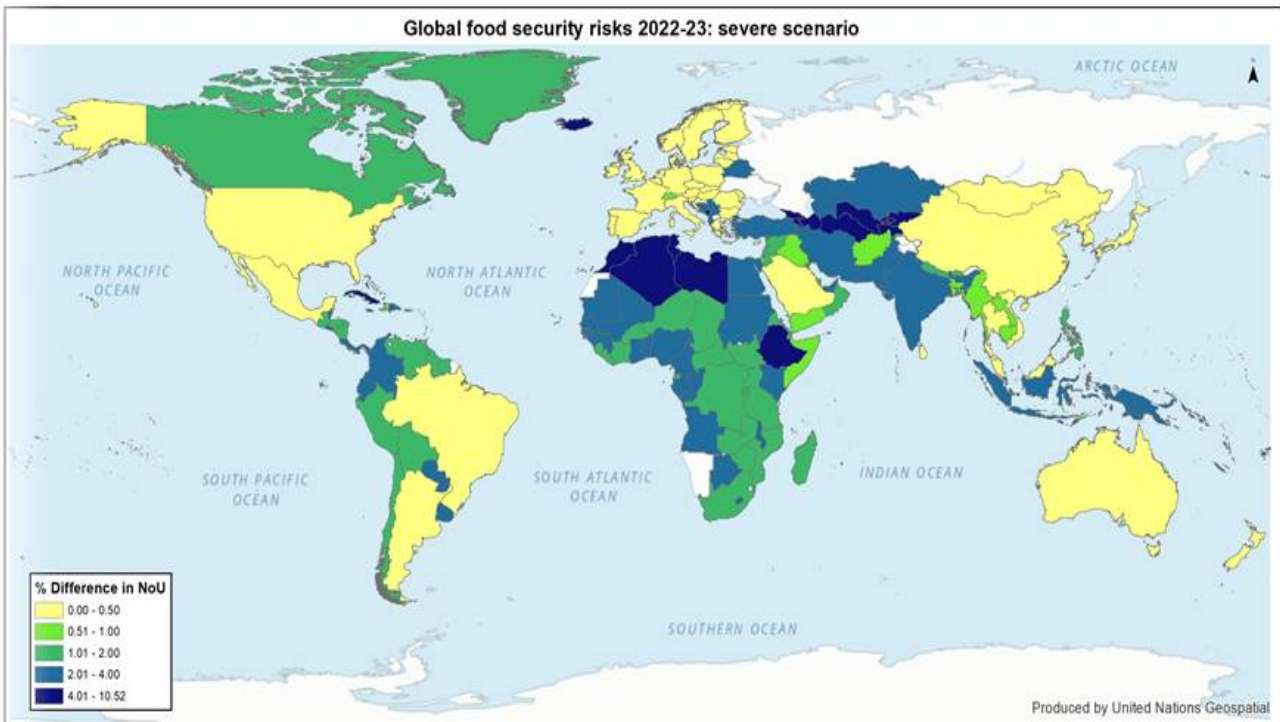 Global food security risks 2022-23: severe scenario
ARCTIC OCEAN
NORTH PACIFIC
OCEAN
NORTH ATLANTIC
OCEAN
SOUTH PACIFIC
OCEAN
SOUTH ATLANTIC
OCEAN
INDIAN OCEAN
SOUTHERN OCEAN
% Difference in NoU
0.00 - 0.50
0.51 - 1.00
1.01 - 2.00
2.01 - 4.00
4.01 - 10.52
Produced by United Nations Geospatial